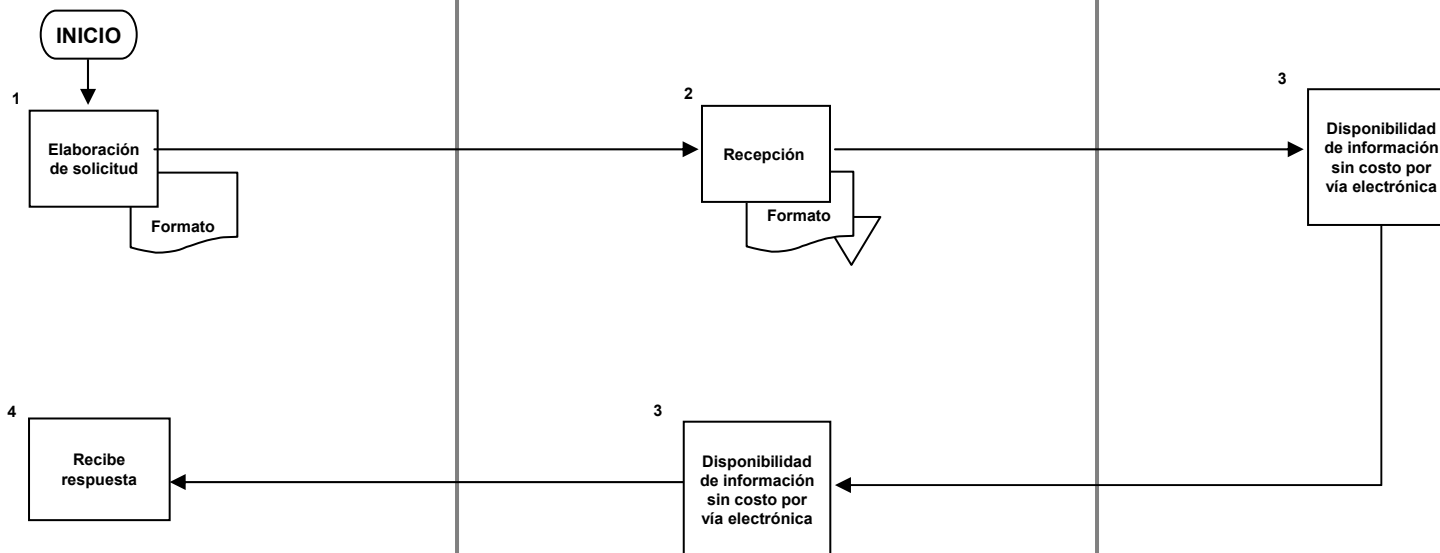 INICIO
1
Elaboración
de solicitud
Formato
2
Recepción
Formato
3
Disponibilidad
de información
sin costo por
vía electrónica
4
Recibe
respuesta
3
Disponibilidad
de información
sin costo por
vía electrónica